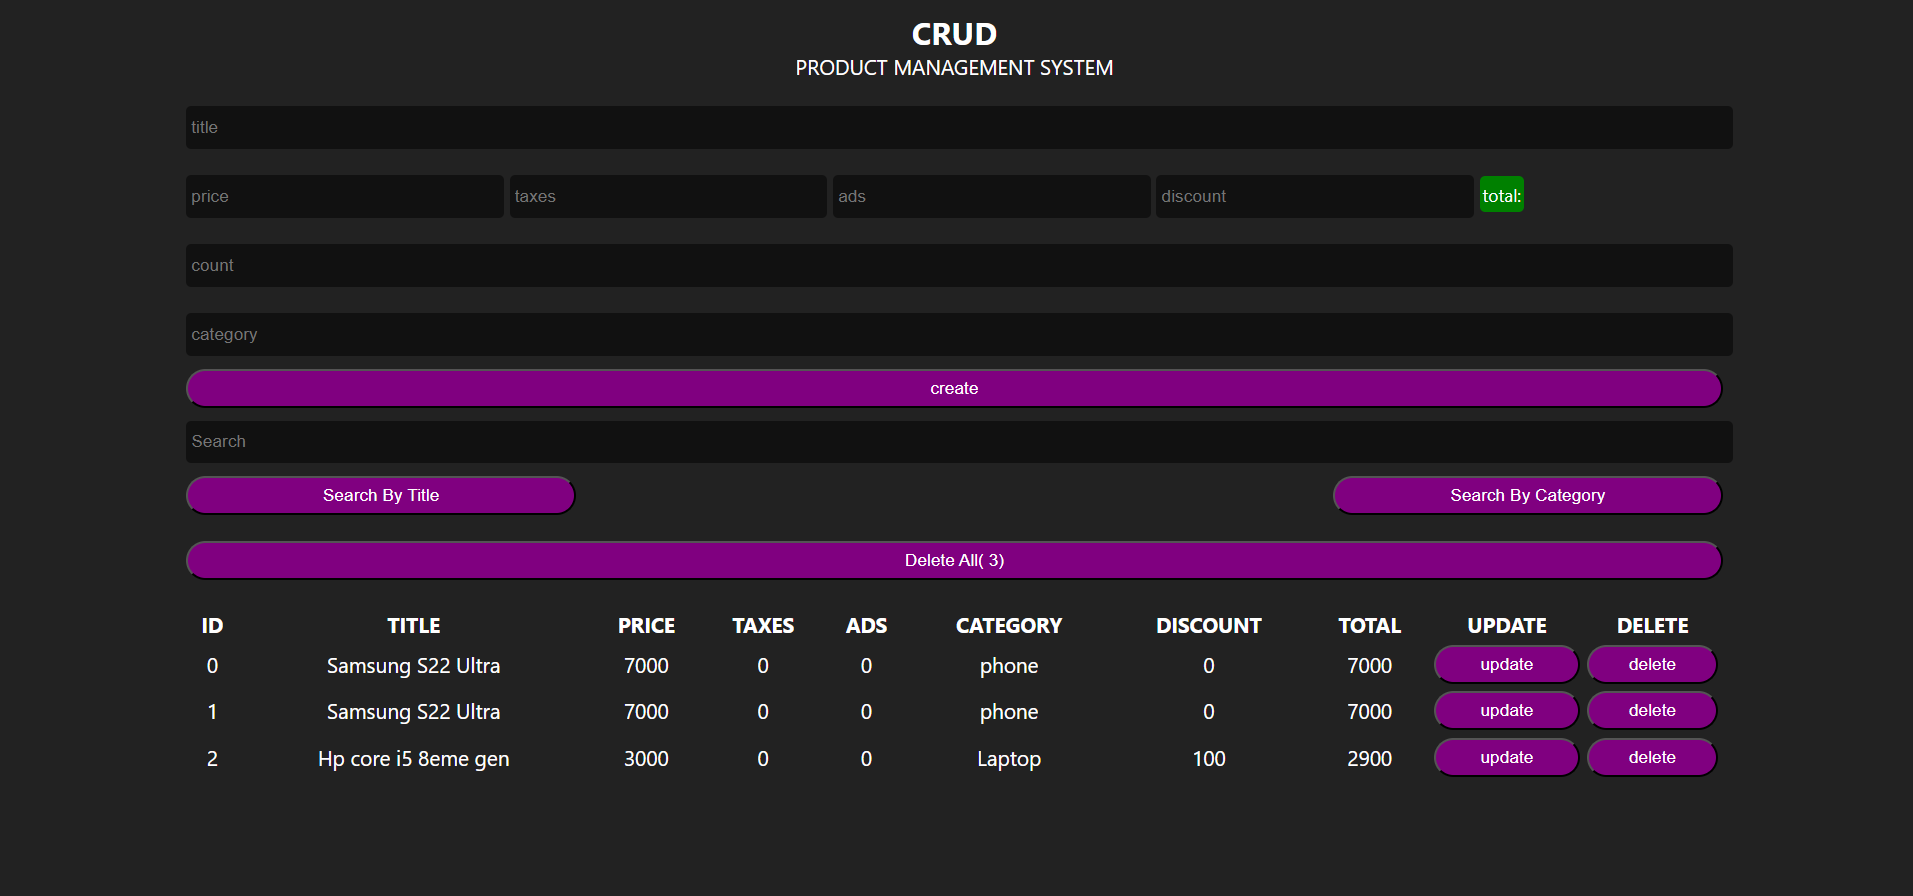 CRUD
PRODUCT MANAGEMENT SYSTEM
title
price taxes ads discount total:
count
category
create
Search
Search By Title Search By Category
Delete All( 3)
ID TITLE PRICE TAXES ADS CATEGORY DISCOUNT TOTAL UPDATE DELETE
0 Samsung S22 Ultra 7000 0 0 phone 0 7000 update delete
1 Samsung S22 Ultra 7000 0 0 phone 0 7000 update delete
2 Hp core i5 8eme gen 3000 0 0 Laptop 100 2900 update delete